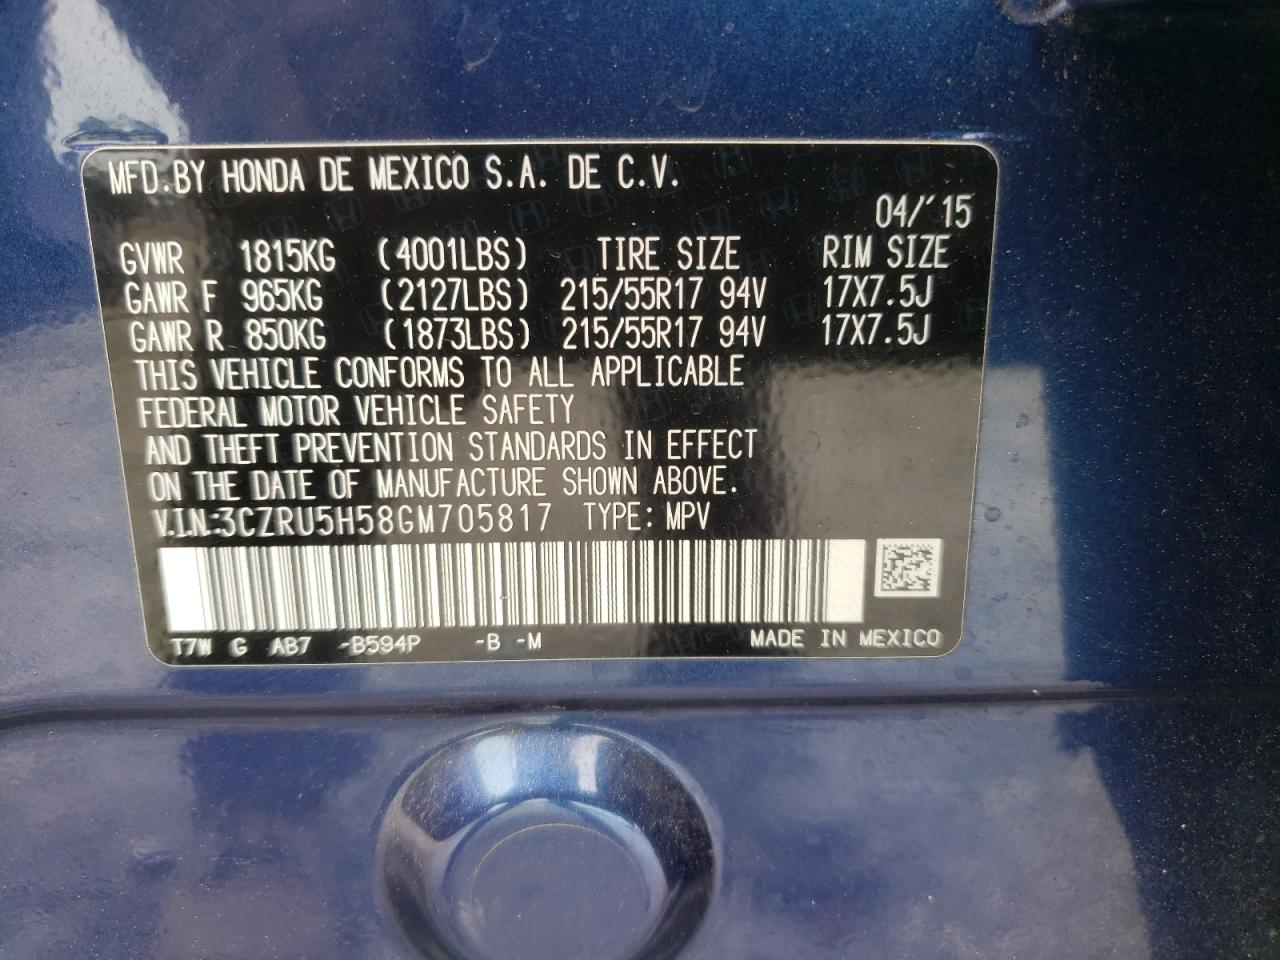 MFD.BY HONDA DE MEXICO S.A. DE C.V.
04/'15
GVWR 1815KG (4001LBS) TIRE SIZE RIM SIZE
GAWR F 965KG (2127LBS) 215/55R17 94V 17X7.5J
GAWR R 850KG (1873LBS) 215/55R17 94V 17X7.5J
THIS VEHICLE CONFORMS TO ALL APPLICABLE
FEDERAL MOTOR VEHICLE SAFETY
AND THEFT PREVENTION STANDARDS IN EFFECT
ON THE DATE OF MANUFACTURE SHOWN ABOVE.
V.I.N.:3CZRU5H58GM705817 TYPE: MPV
T7W G AB7 -B594P -B -M MADE IN MEXICO